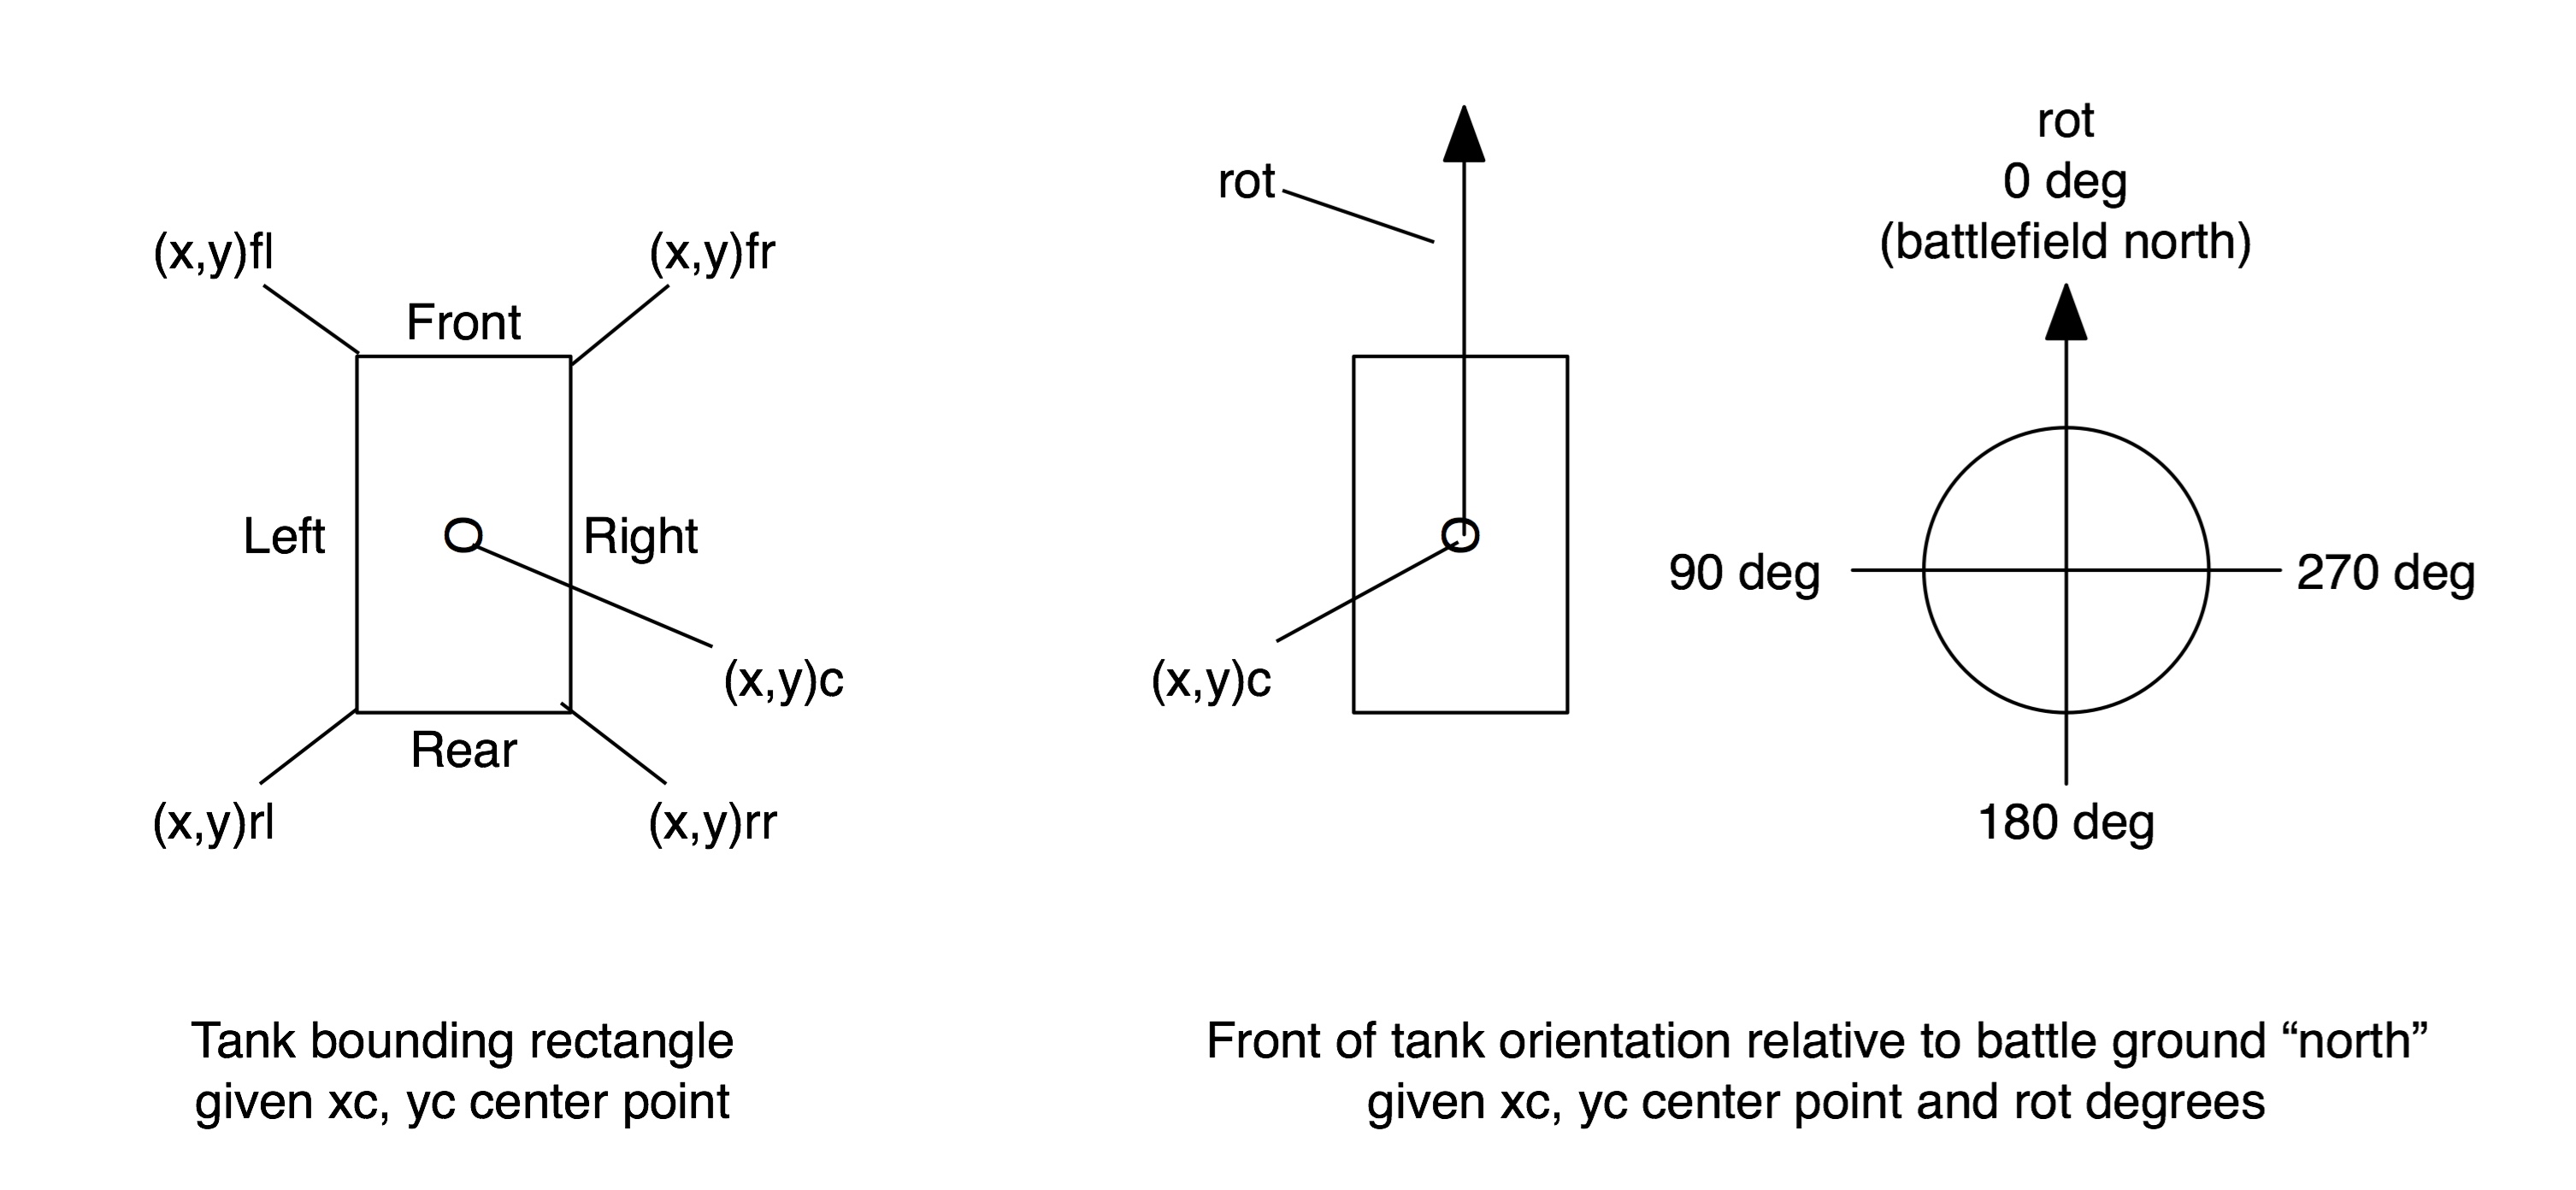 (x,y)fl
(x,y)fr
Front
Left
O
Right
(x,y)c
Rear
(x,y)rl
(x,y)rr
Tank bounding rectangle
given xc, yc center point
rot
O
(x,y)c
rot
0 deg
(battlefield north)
90 deg
270 deg
180 deg
Front of tank orientation relative to battle ground “north”
given xc, yc center point and rot degrees